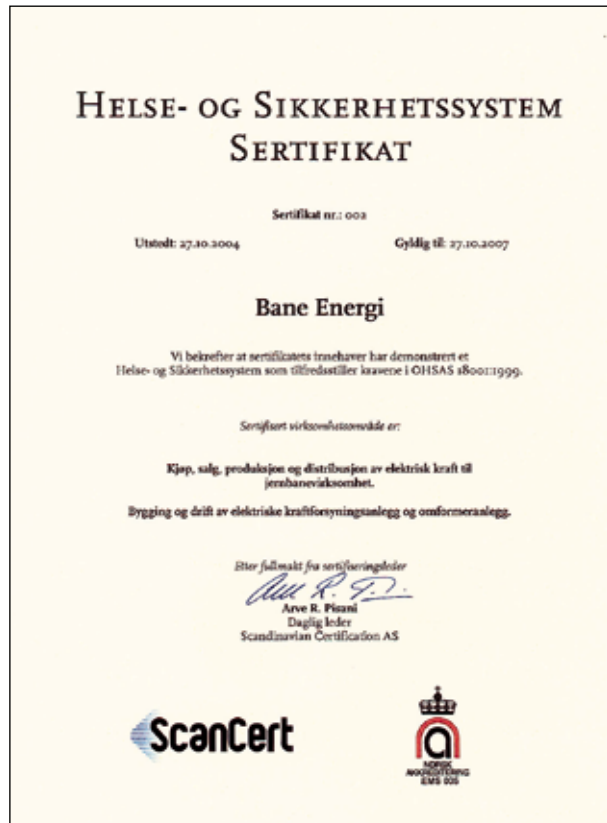 HELSE- OG SIKKERHETSSYSTEM
SERTIFIKAT
Sertifikat nr.: 002
Utstedt: 27.10.2004 Gyldig til: 27.10.2007
Bane Energi
Vi bekrefter at sertifikatets innehaver har demonstrert et
Helse- og Sikkerhetssystem som tilfredsstiller kravene i OHSAS 18001:1999.
Sertifisert virksomhetsområde er:
Kjøp, salg, produksjon og distribusjon av elektrisk kraft til
jernbanevirksomhet.
Bygging og drift av elektriske kraftforsyningsanlegg og omformeranlegg.
Etter fullmakt fra sertifiseringsleder
Arve R. Pisani
Daglig leder
Scandinavian Certification AS
ScanCert
NORSK
AKKREDITERING
EMS 005